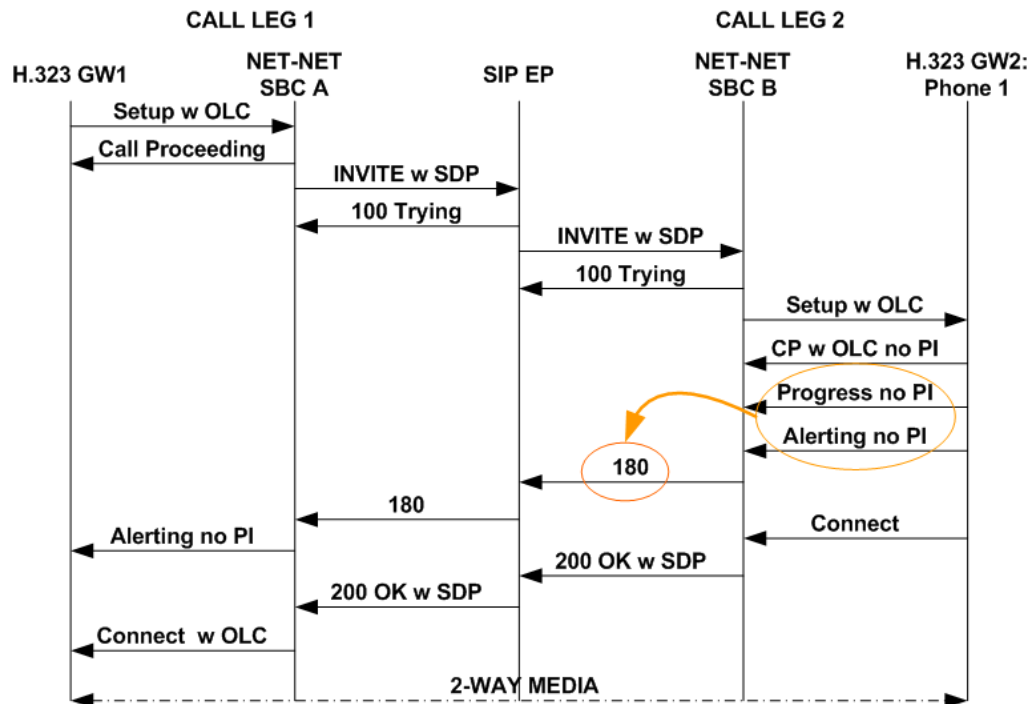 CALL LEG 1
CALL LEG 2
H.323 GW1
NET-NET
SBC A
SIP EP
NET-NET
SBC B
H.323 GW2:
Phone 1
Setup w OLC
Call Proceeding
INVITE w SDP
100 Trying
INVITE w SDP
100 Trying
Setup w OLC
CP w OLC no PI
Progress no PI
Alerting no PI
180
180
Connect
Alerting no PI
200 OK w SDP
200 OK w SDP
Connect w OLC
2-WAY MEDIA